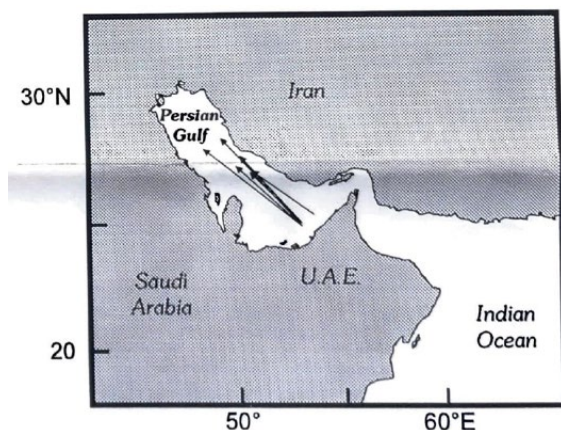 30°N
Iran
Persian
Gulf
Saudi
Arabia
U.A.E.
Indian
Ocean
20
50°
60°E